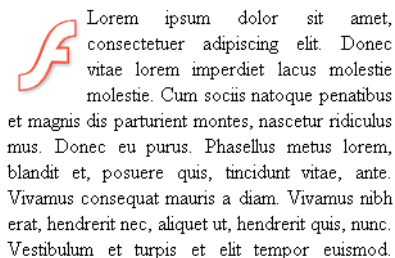 Lorem ipsum dolor sit amet,
consectetuer adipiscing elit. Donec
vitae lorem imperdiet lacus molestie
molestie. Cum sociis natoque penatibus
et magnis dis parturient montes, nascetur ridiculus
mus. Donec eu purus. Phasellus metus lorem,
blandit et, posuere quis, tincidunt vitae, ante.
Vivamus consequat mauris a diam. Vivamus nibh
erat, hendrerit nec, aliquet ut, hendrerit quis, nunc.
Vestibulum et turpis et elit tempor euismod.